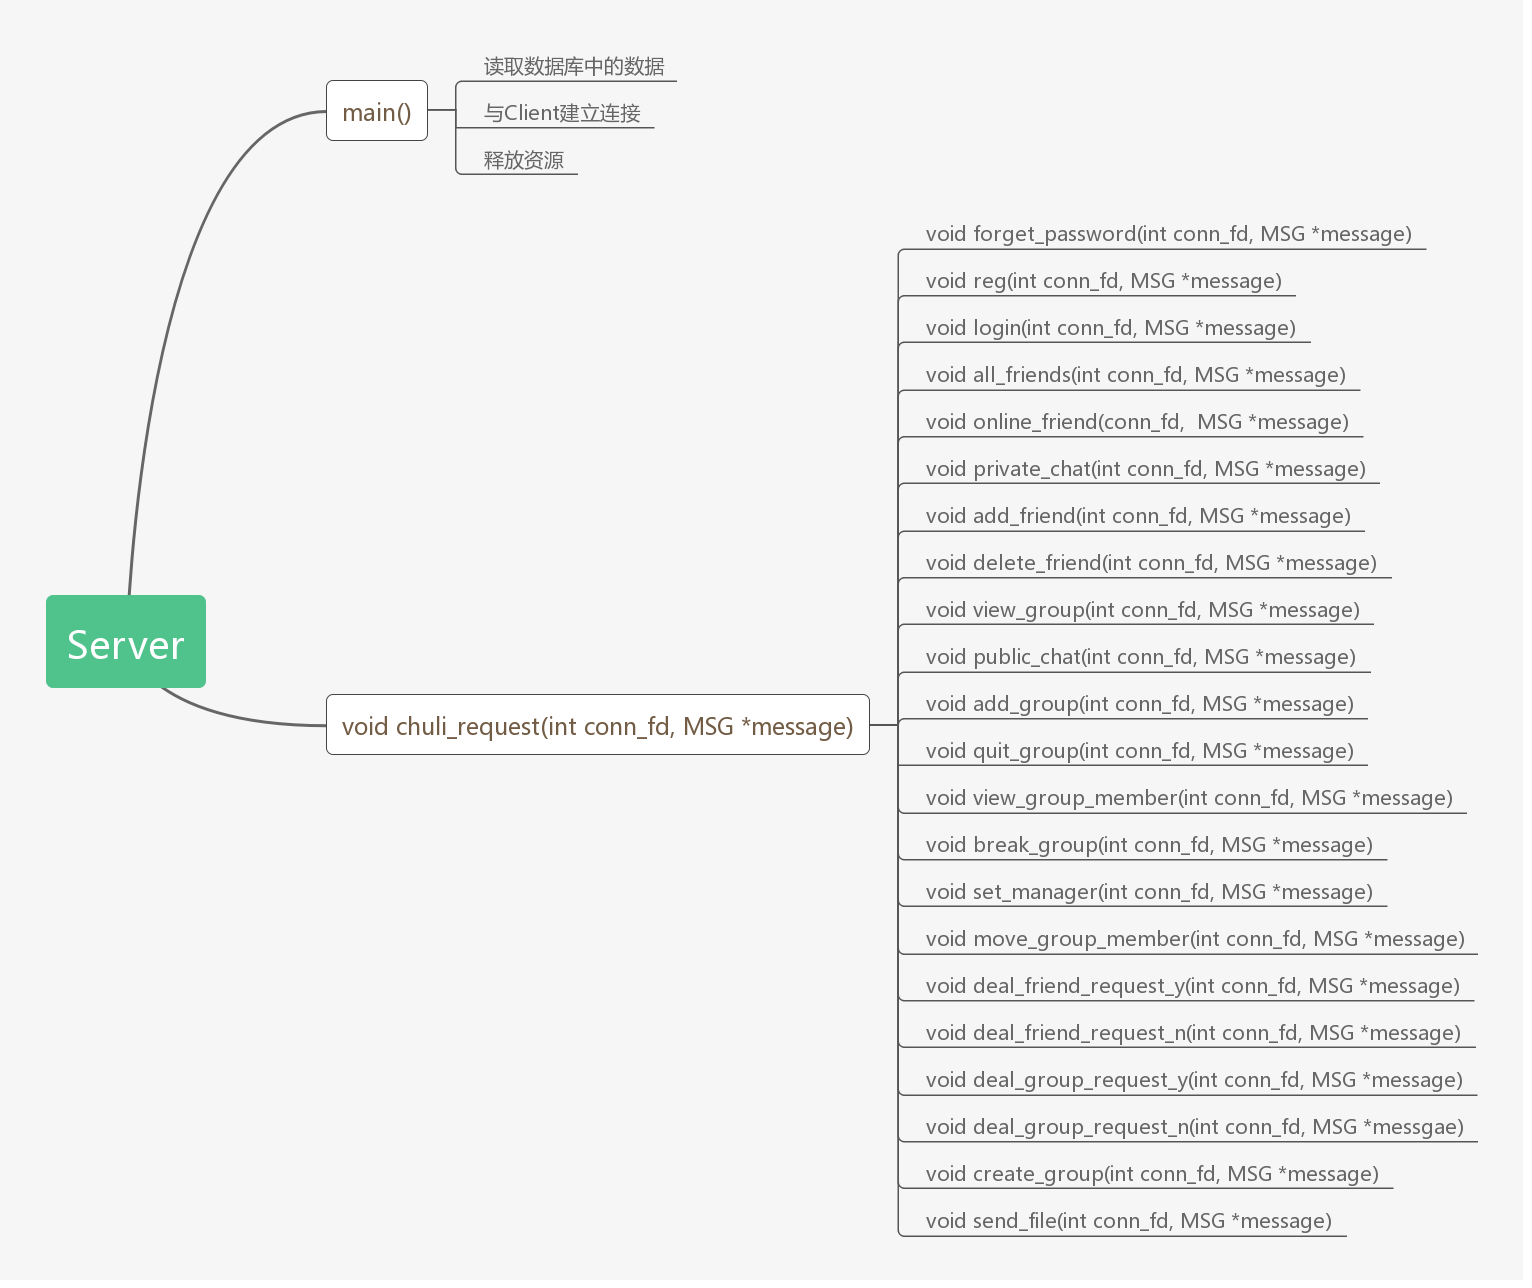 读取数据库中的数据
main()
与Client建立连接
释放资源
void forget_password(int conn_fd, MSG *message)
void reg(int conn_fd, MSG *message)
void login(int conn_fd, MSG *message)
void all_friends(int conn_fd, MSG *message)
void online_friend(conn_fd,  MSG *message)
void private_chat(int conn_fd, MSG *message)
void add_friend(int conn_fd, MSG *message)
void delete_friend(int conn_fd, MSG *message)
void view_group(int conn_fd, MSG *message)
Server
void public_chat(int conn_fd, MSG *message)
void add_group(int conn_fd, MSG *message)
void chuli_request(int conn_fd, MSG *message)
void quit_group(int conn_fd, MSG *message)
void view_group_member(int conn_fd, MSG *message)
void break_group(int conn_fd, MSG *message)
void set_manager(int conn_fd, MSG *message)
void move_group_member(int conn_fd, MSG *message)
void deal_friend_request_y(int conn_fd, MSG *message)
void deal_friend_request_n(int conn_fd, MSG *message)
void deal_group_request_y(int conn_fd, MSG *message)
void deal_group_request_n(int conn_fd, MSG *messgae)
void create_group(int conn_fd, MSG *message)
void send_file(int conn_fd, MSG *message)